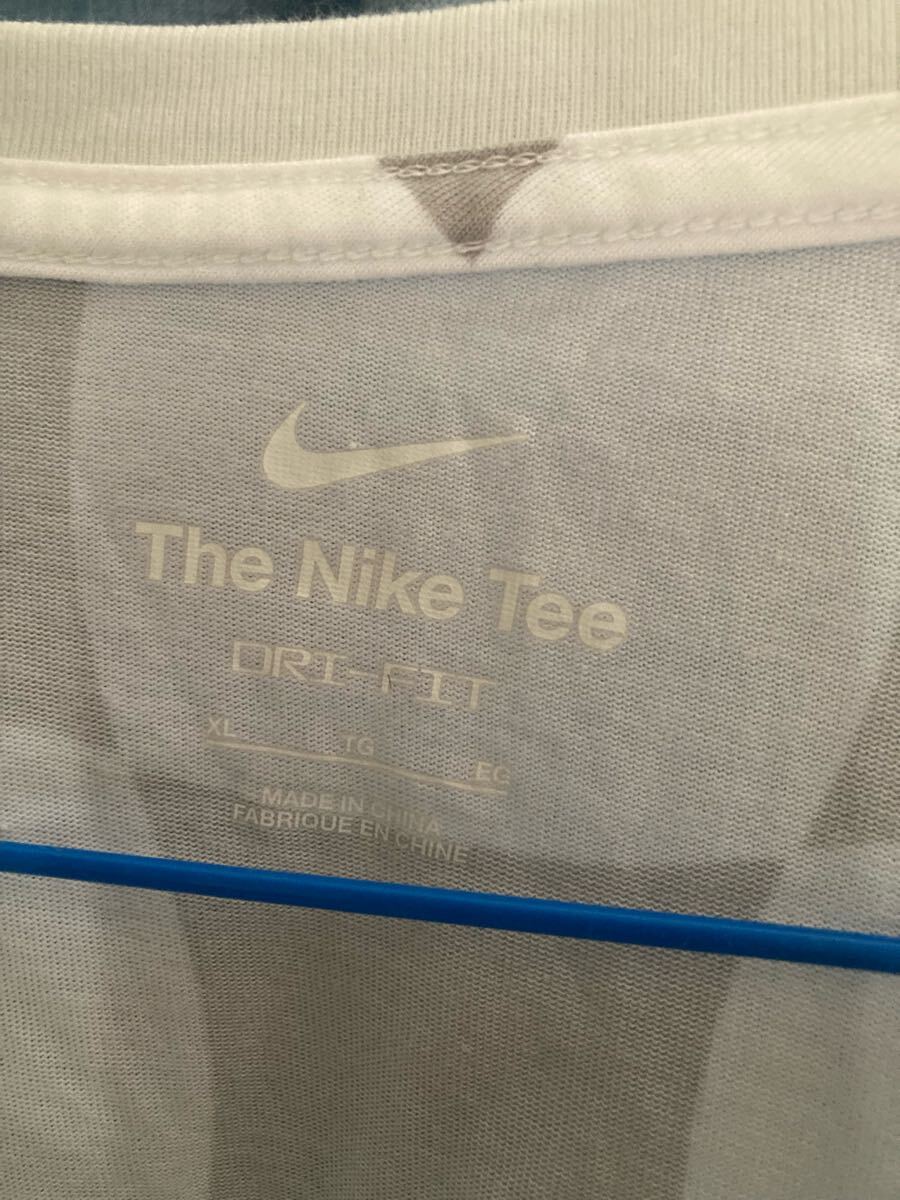 The Nike Tee
DRI-FIT
XL TG EG
MADE IN CHINA
FABRIQUE EN CHINE